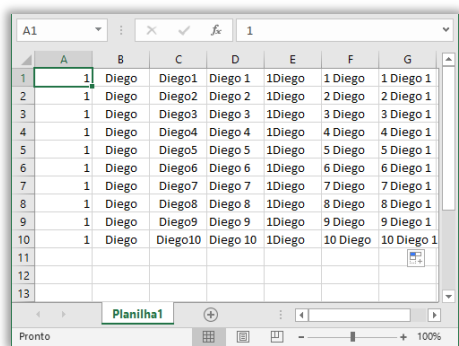 A1 fx 1
A B C D E F G
1 1 Diego Diego1 Diego 1 1Diego 1 Diego 1 Diego 1
2 1 Diego Diego2 Diego 2 1Diego 2 Diego 2 Diego 1
3 1 Diego Diego3 Diego 3 1Diego 3 Diego 3 Diego 1
4 1 Diego Diego4 Diego 4 1Diego 4 Diego 4 Diego 1
5 1 Diego Diego5 Diego 5 1Diego 5 Diego 5 Diego 1
6 1 Diego Diego6 Diego 6 1Diego 6 Diego 6 Diego 1
7 1 Diego Diego7 Diego 7 1Diego 7 Diego 7 Diego 1
8 1 Diego Diego8 Diego 8 1Diego 8 Diego 8 Diego 1
9 1 Diego Diego9 Diego 9 1Diego 9 Diego 9 Diego 1
10 1 Diego Diego10 Diego 10 1Diego 10 Diego 10 Diego 1
11
12
13
Planilha1
Pronto 100%